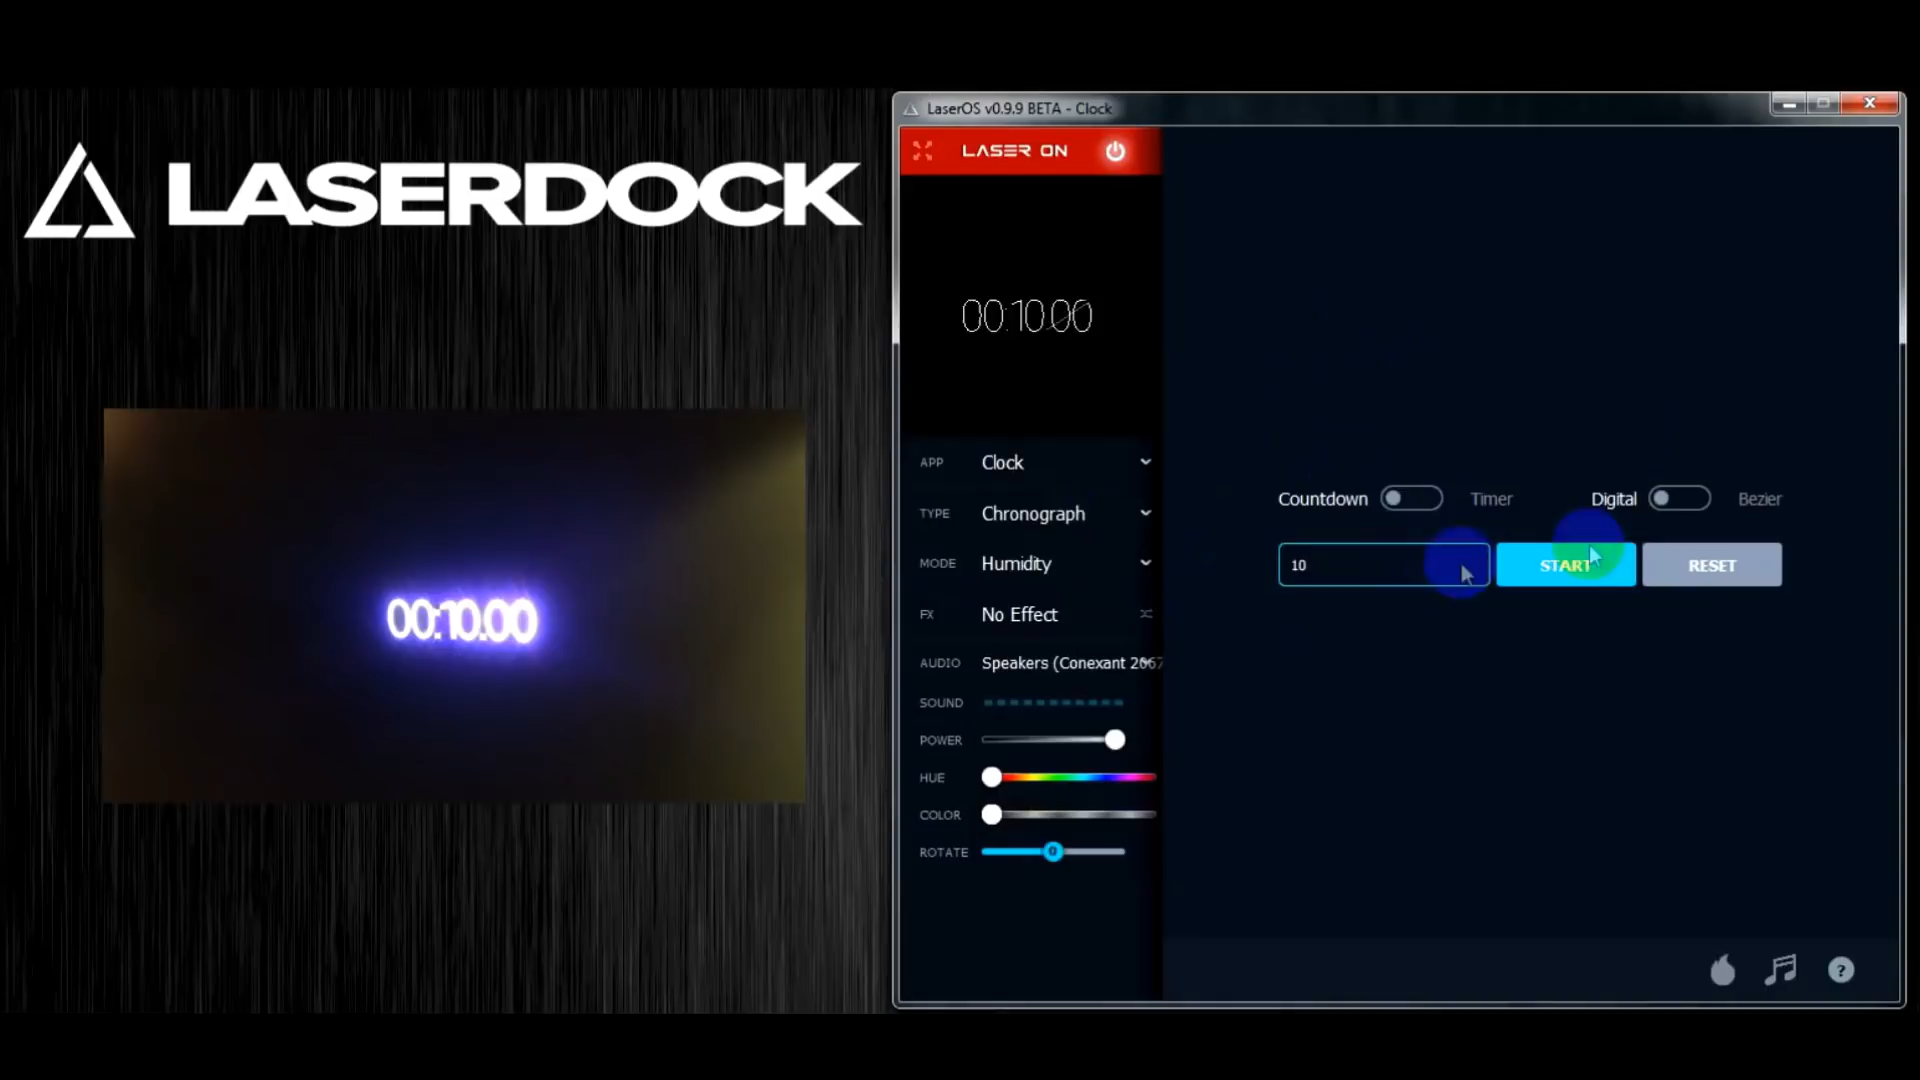 LASERDOCK
00:10.00
LaserOS v0.9.9 BETA - Clock
LASER ON
00:10.00
APP Clock
TYPE Chronograph
MODE Humidity
FX No Effect
AUDIO Speakers (Conexant 2067
SOUND
POWER
HUE
COLOR
ROTATE 0
Countdown Timer Digital Bezier
10 START RESET
?